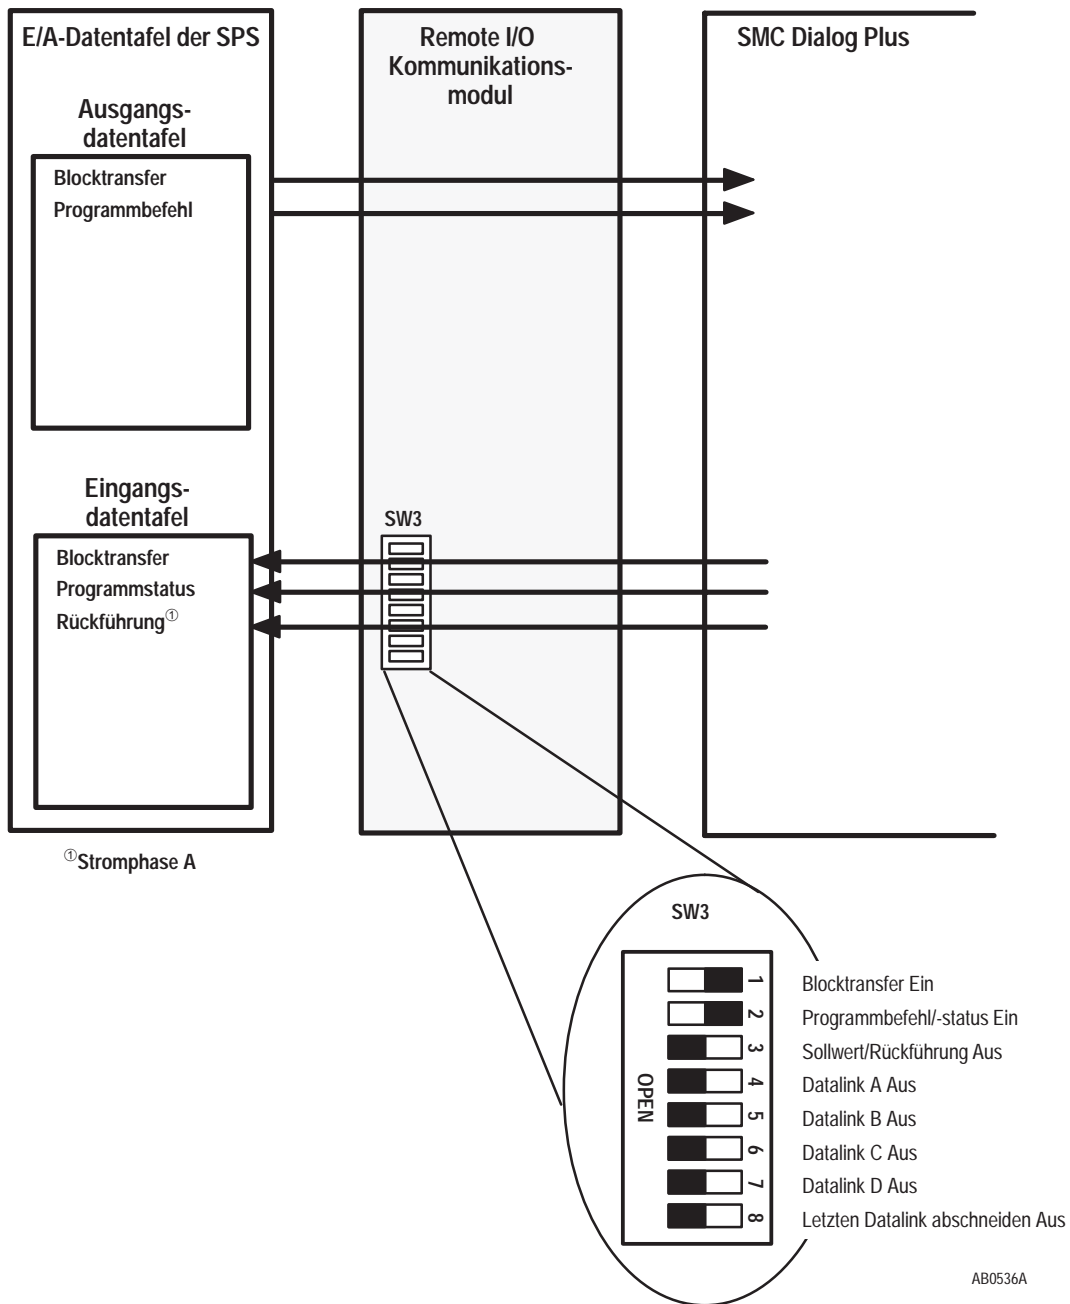 E/A-Datentafel der SPS
Remote I/O
Kommunikations-
modul
SMC Dialog Plus
Ausgangs-
datentafel
Blocktransfer
Programmbefehl
Eingangs-
datentafel
Blocktransfer
Programmstatus
Rückführung①
SW3
①Stromphase A
SW3
OPEN
1 Blocktransfer Ein
2 Programmbefehl/-status Ein
3 Sollwert/Rückführung Aus
4 Datalink A Aus
5 Datalink B Aus
6 Datalink C Aus
7 Datalink D Aus
8 Letzten Datalink abschneiden Aus
AB0536A